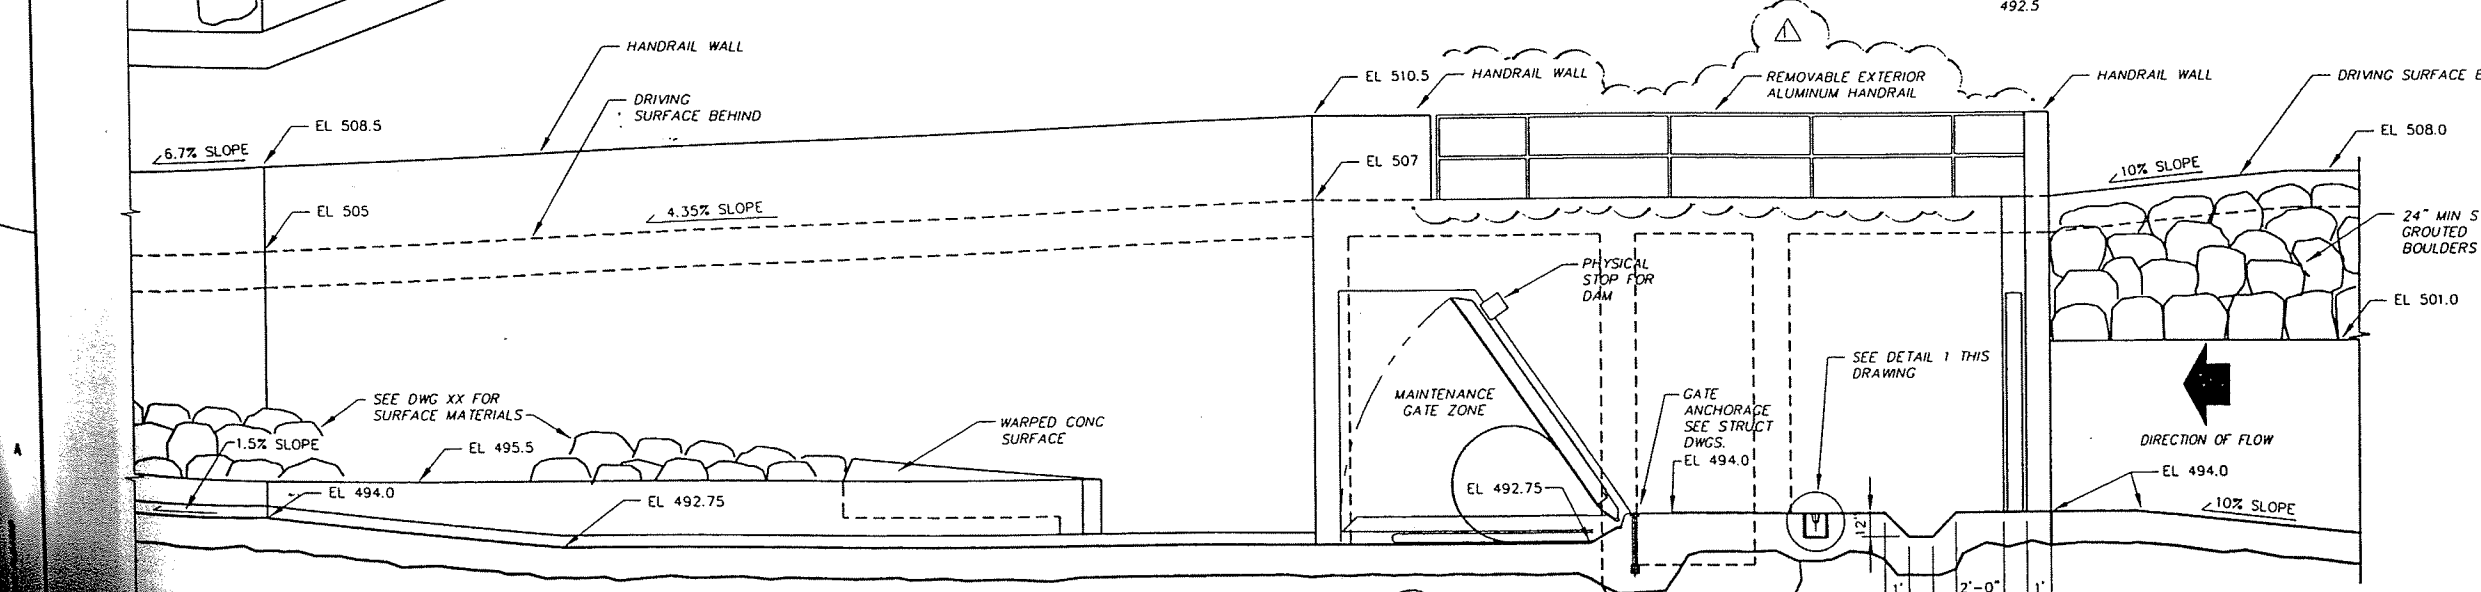 492.5
HANDRAIL WALL
EL 510.5
HANDRAIL WALL
1
REMOVABLE EXTERIOR
ALUMINUM HANDRAIL
HANDRAIL WALL
DRIVING SURFACE
DRIVING
SURFACE BEHIND
EL 508.5
6.7% SLOPE
EL 507
EL 508.0
10% SLOPE
EL 505
4.35% SLOPE
24" MIN
GROUTED
BOULDERS
PHYSICAL
STOP FOR
DAM
EL 501.0
SEE DETAIL 1 THIS
DRAWING
MAINTENANCE
GATE ZONE
GATE
ANCHORAGE
SEE STRUCT
DWGS.
EL 494.0
SEE DWG XX FOR
SURFACE MATERIALS
WARPED CONC
SURFACE
A
1.5% SLOPE
EL 495.5
DIRECTION OF FLOW
EL 494.0
EL 494.0
EL 492.75
EL 492.75
10% SLOPE
12"
1'
2'-0"
1'